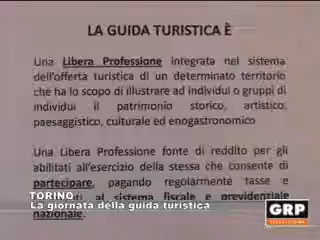 LA GUIDA TURISTICA È
Una Libera Professione integrata nel sistema
dell'offerta turistica di un determinato territorio
che ha lo scopo di illustrare ad individui o gruppi di
individui il patrimonio storico, artistico,
paesaggistico, culturale ed enogastronomico
Una Libera Professione fonte di reddito per gli
abilitati all'esercizio della stessa che consente di
partecipare, pagando regolarmente tasse e
al sistema fiscale e previdenziale
nazionale.
TORINO
La giornata della guida turistica
GRP